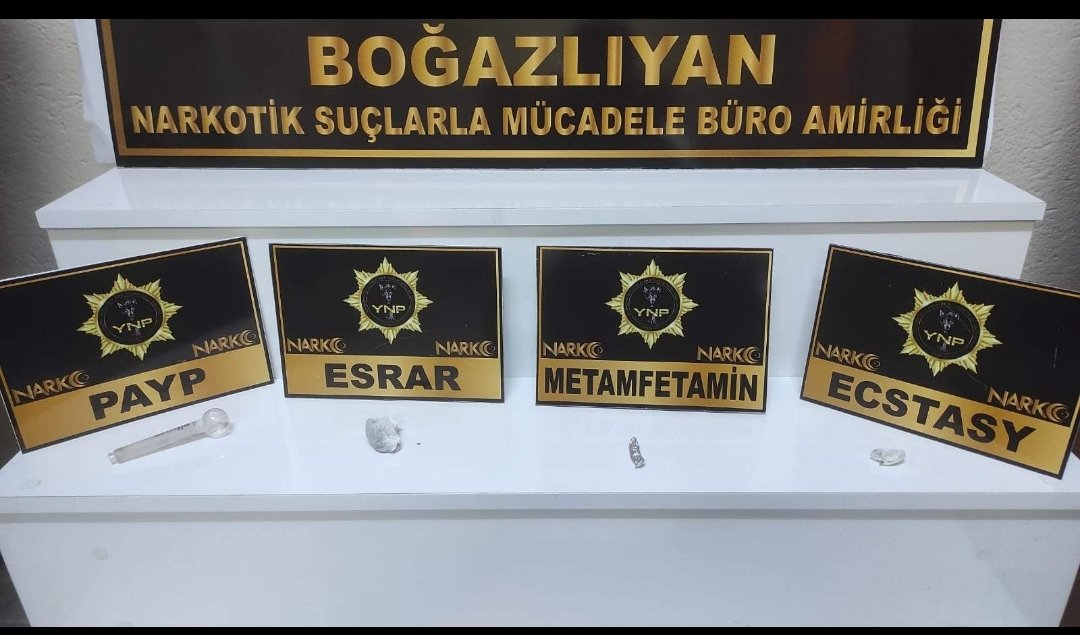 BOĞAZLIYAN
NARKOTİK SUÇLARLA MÜCADELE BÜRO AMİRLİĞİ
YNP
NARKO
NARKO
PAYP
YNP
NARKO
NARKO
ESRAR
YNP
NARKO
NARKO
METAMFETAMİN
YNP
NARKO
NARKO
ECSTASY